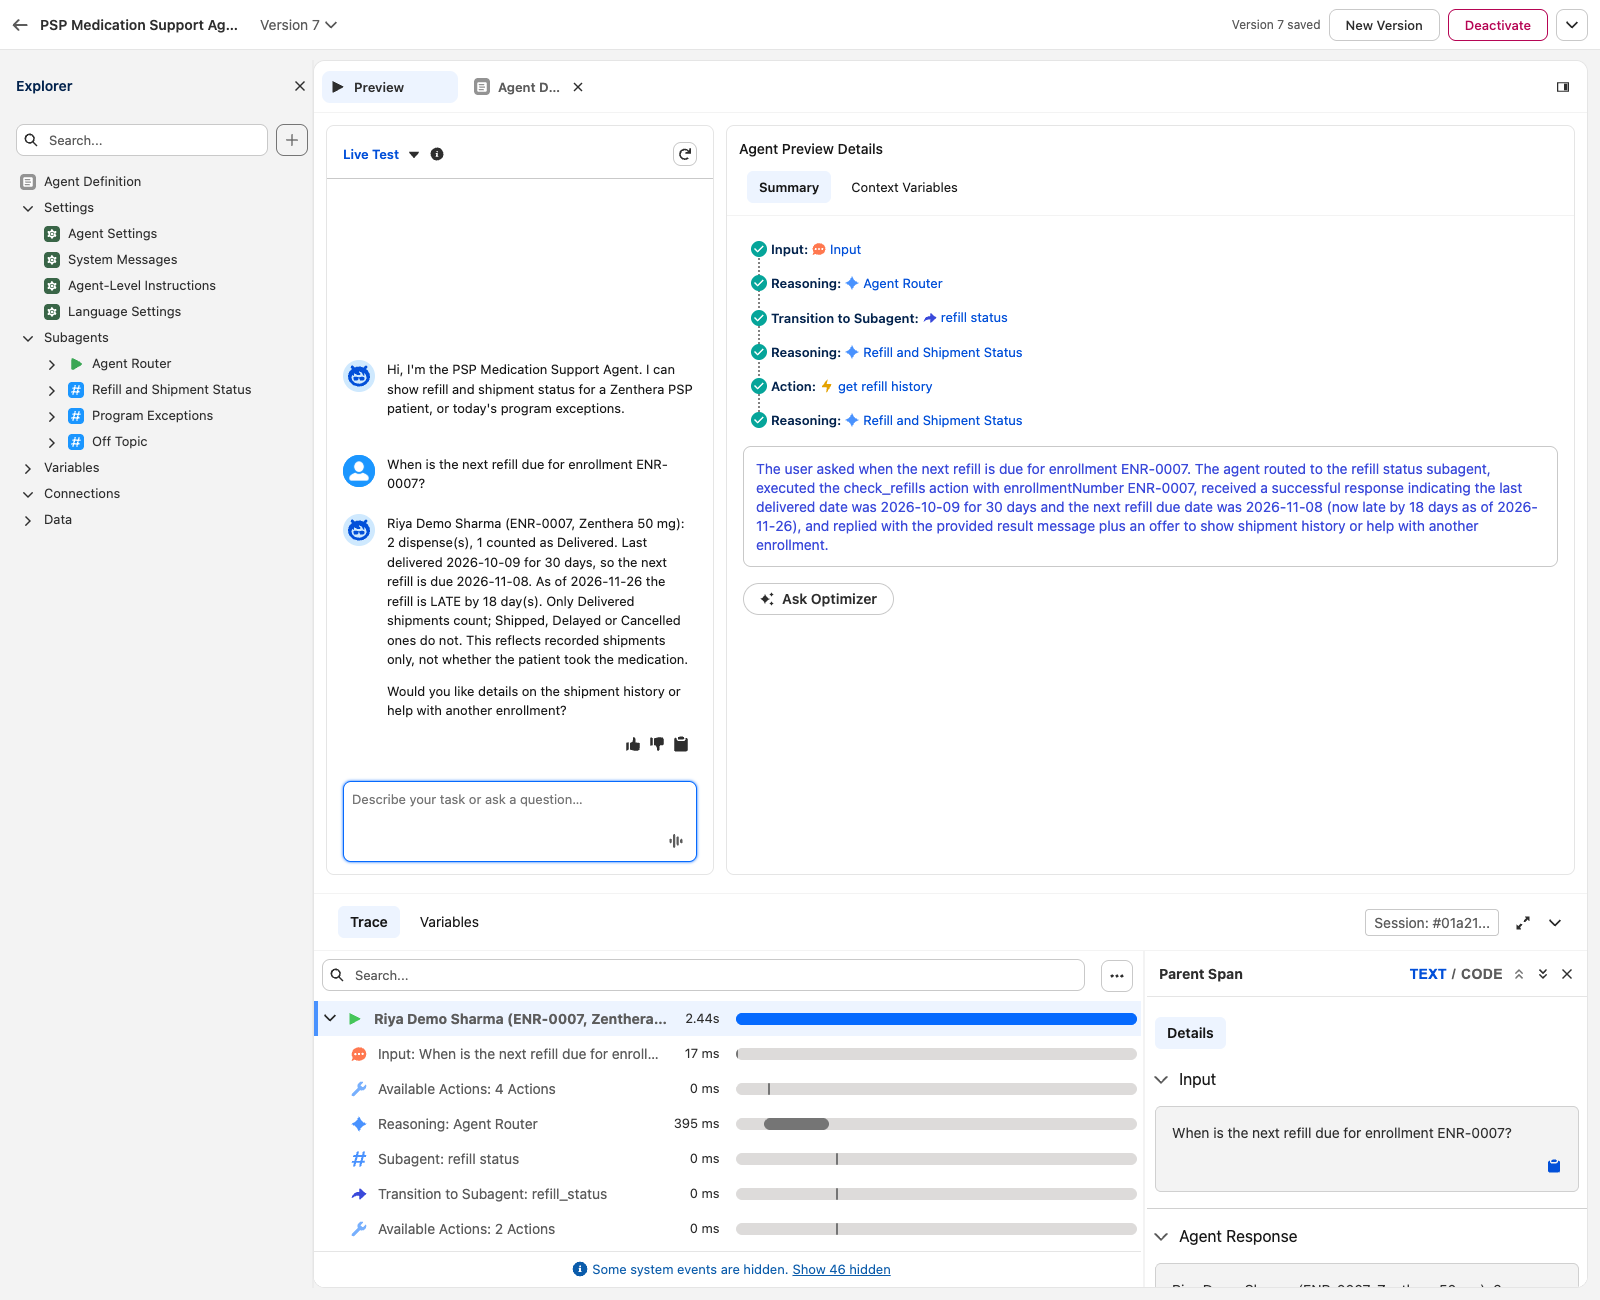 PSP Medication Support Ag...
Version 7
Version 7 saved
New Version
Deactivate
Explorer
Search...
Agent Definition
Settings
Agent Settings
System Messages
Agent-Level Instructions
Language Settings
Subagents
Agent Router
Refill and Shipment Status
Program Exceptions
Off Topic
Variables
Connections
Data
Preview
Agent D...
Live Test
Hi, I'm the PSP Medication Support Agent. I can
show refill and shipment status for a Zenthera PSP
patient, or today's program exceptions.
When is the next refill due for enrollment ENR-
0007?
Riya Demo Sharma (ENR-0007, Zenthera 50 mg):
2 dispense(s), 1 counted as Delivered. Last
delivered 2026-10-09 for 30 days, so the next
refill is due 2026-11-08. As of 2026-11-26 the
refill is LATE by 18 day(s). Only Delivered
shipments count; Shipped, Delayed or Cancelled
ones do not. This reflects recorded shipments
only, not whether the patient took the medication.
Would you like details on the shipment history or
help with another enrollment?
Describe your task or ask a question...
Agent Preview Details
Summary
Context Variables
Input: Input
Reasoning: Agent Router
Transition to Subagent: refill status
Reasoning: Refill and Shipment Status
Action: get refill history
Reasoning: Refill and Shipment Status
The user asked when the next refill is due for enrollment ENR-0007. The agent routed to the refill status subagent,
executed the check_refills action with enrollmentNumber ENR-0007, received a successful response indicating the last
delivered date was 2026-10-09 for 30 days and the next refill due date was 2026-11-08 (now late by 18 days as of 2026-
11-26), and replied with the provided result message plus an offer to show shipment history or help with another
enrollment.
Ask Optimizer
Trace
Variables
Session: #01a21...
Search...
Riya Demo Sharma (ENR-0007, Zenthera... 2.44s
Input: When is the next refill due for enroll... 17 ms
Available Actions: 4 Actions 0 ms
Reasoning: Agent Router 395 ms
Subagent: refill status 0 ms
Transition to Subagent: refill_status 0 ms
Available Actions: 2 Actions 0 ms
Some system events are hidden. Show 46 hidden
Parent Span
TEXT / CODE
Details
Input
When is the next refill due for enrollment ENR-0007?
Agent Response